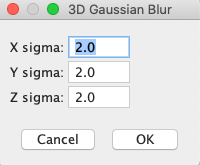 3D Gaussian Blur
X sigma: 2.0
Y sigma: 2.0
Z sigma: 2.0
Cancel OK